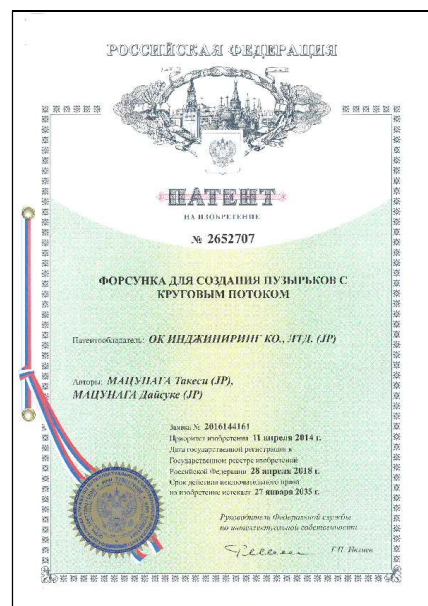 РОССИЙСКАЯ ФЕДЕРАЦИЯ
ПАТЕНТ
НА ИЗОБРЕТЕНИЕ
№ 2652707
ФОРСУНКА ДЛЯ СОЗДАНИЯ ПУЗЫРЬКОВ С
КРУГОВЫМ ПОТОКОМ
Патентообладатель: ОК ИНДЖИНИРИНГ КО., ЛТД. (JP)
Авторы: МАЦУНАГА Такеси (JP),
МАЦУНАГА Дайсуке (JP)
Заявка № 2016144161
Приоритет изобретения 11 апреля 2014 г.
Дата государственной регистрации в
Государственном реестре изобретений
Российской Федерации 28 апреля 2018 г.
Срок действия исключительного права
на изобретение истекает 27 января 2035 г.
Руководитель Федеральной службы
по интеллектуальной собственности
Г.П. Ивлиев